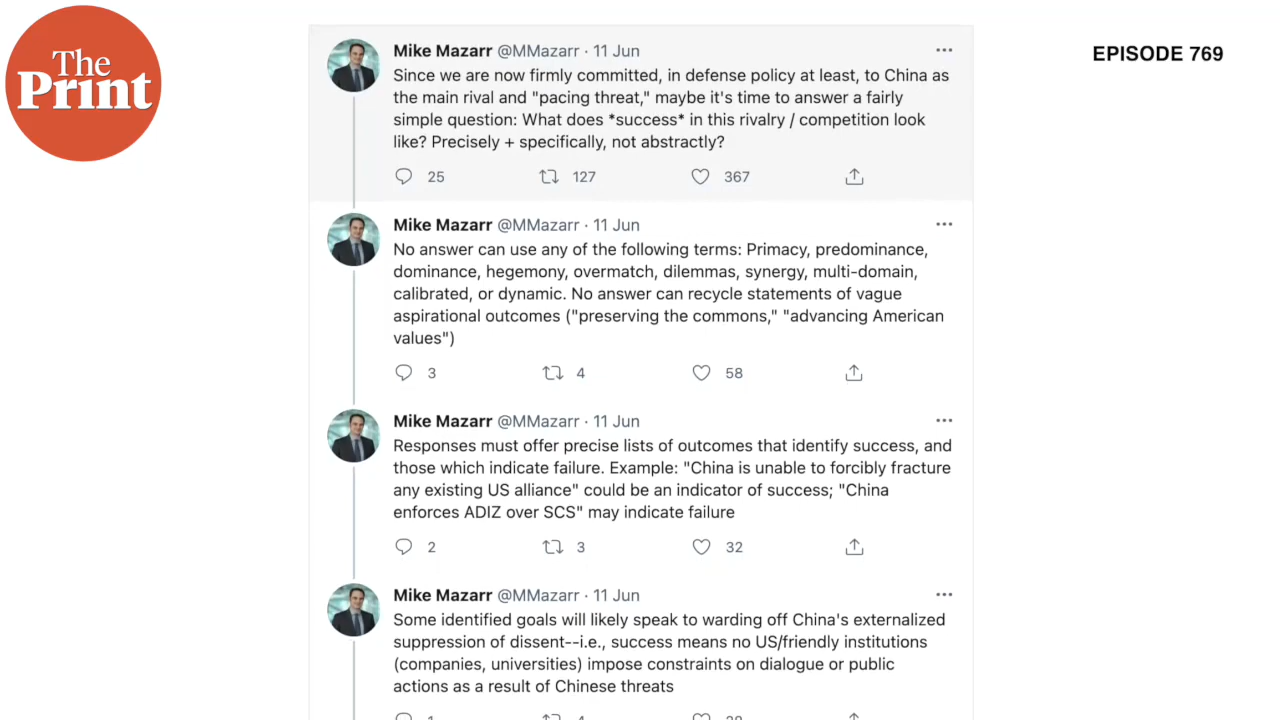 The
Print
EPISODE 769
Mike Mazarr @MMazarr · 11 Jun
Since we are now firmly committed, in defense policy at least, to China as
the main rival and "pacing threat," maybe it's time to answer a fairly
simple question: What does *success* in this rivalry / competition look
like? Precisely + specifically, not abstractly?
25 127 367
Mike Mazarr @MMazarr · 11 Jun
No answer can use any of the following terms: Primacy, predominance,
dominance, hegemony, overmatch, dilemmas, synergy, multi-domain,
calibrated, or dynamic. No answer can recycle statements of vague
aspirational outcomes ("preserving the commons," "advancing American
values")
3 4 58
Mike Mazarr @MMazarr · 11 Jun
Responses must offer precise lists of outcomes that identify success, and
those which indicate failure. Example: "China is unable to forcibly fracture
any existing US alliance" could be an indicator of success; "China
enforces ADIZ over SCS" may indicate failure
2 3 32
Mike Mazarr @MMazarr · 11 Jun
Some identified goals will likely speak to warding off China's externalized
suppression of dissent--i.e., success means no US/friendly institutions
(companies, universities) impose constraints on dialogue or public
actions as a result of Chinese threats